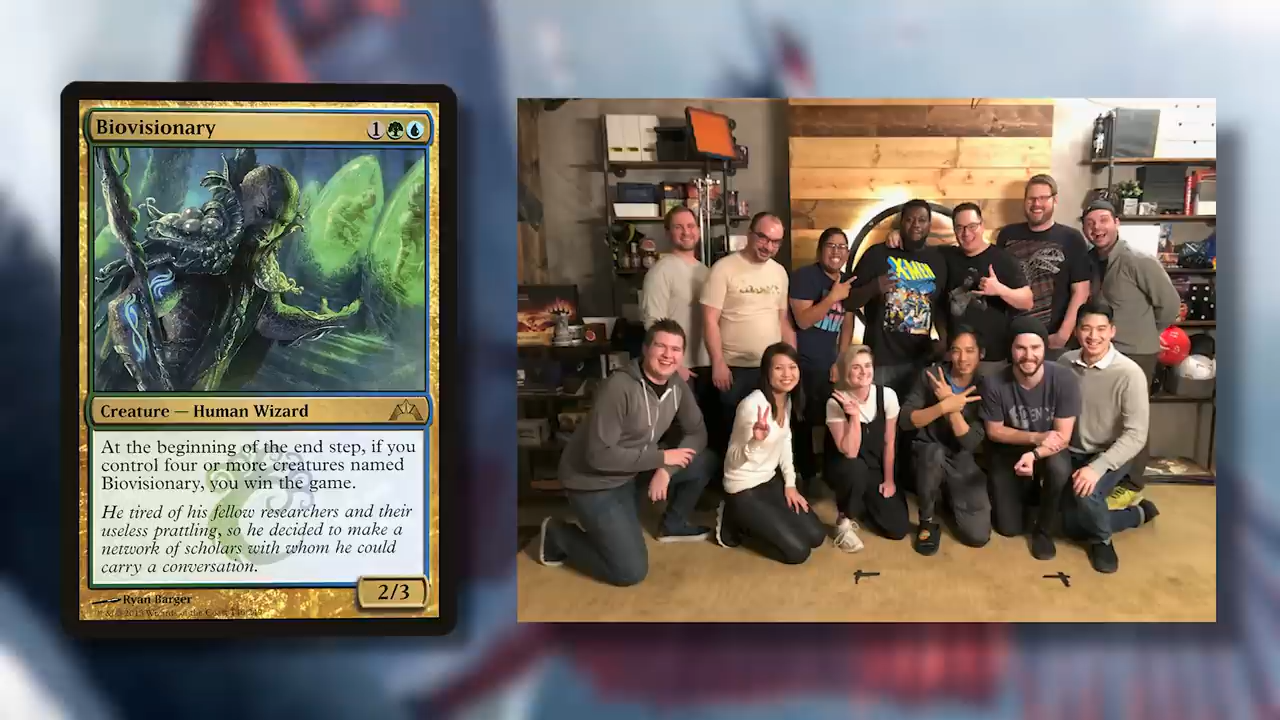 Biovisionary 1
Creature — Human Wizard
At the beginning of the end step, if you
control four or more creatures named
Biovisionary, you win the game.
He tired of his fellow researchers and their
useless prattling, so he decided to make a
network of scholars with whom he could
carry a conversation.
2/3
Ryan Barger
X-MEN